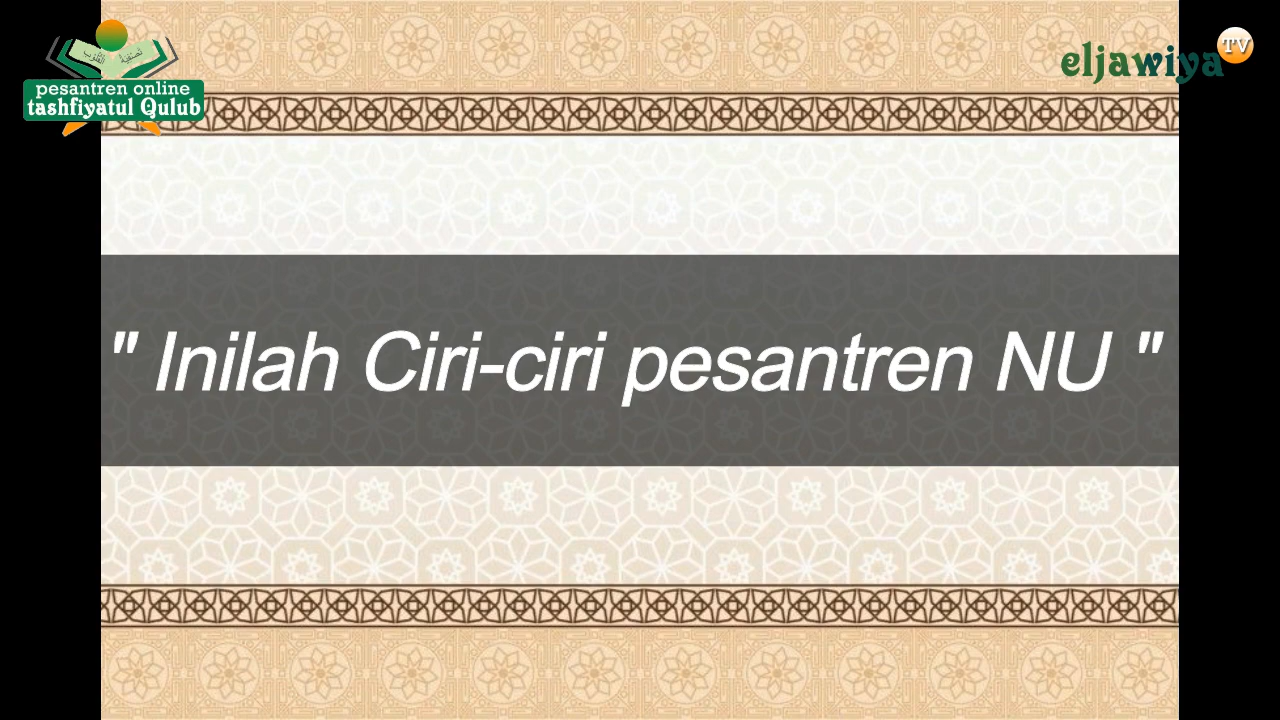 pesantren online
tashfiyatul Qulub
eljawiya TV
" Inilah Ciri-ciri pesantren NU "